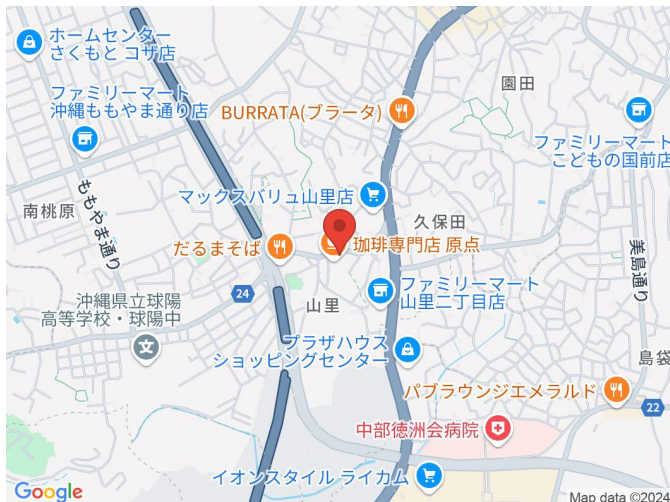 ホームセンター
さくもと コザ店
ファミリーマート
沖縄ももやま通り店
BURRATA(ブラータ)
園田
ファミリーマート
こどもの国前店
マックスバリュ山里店
南桃原
ももやま通り
久保田
だるまそば
珈琲専門店 原点
美島通り
24
山里
ファミリーマート
山里二丁目店
沖縄県立球陽
高等学校・球陽中
プラザハウス
ショッピングセンター
島袋
パブラウンジエメラルド
22
中部徳洲会病院
イオンスタイル ライカム
Google
Map data ©2024